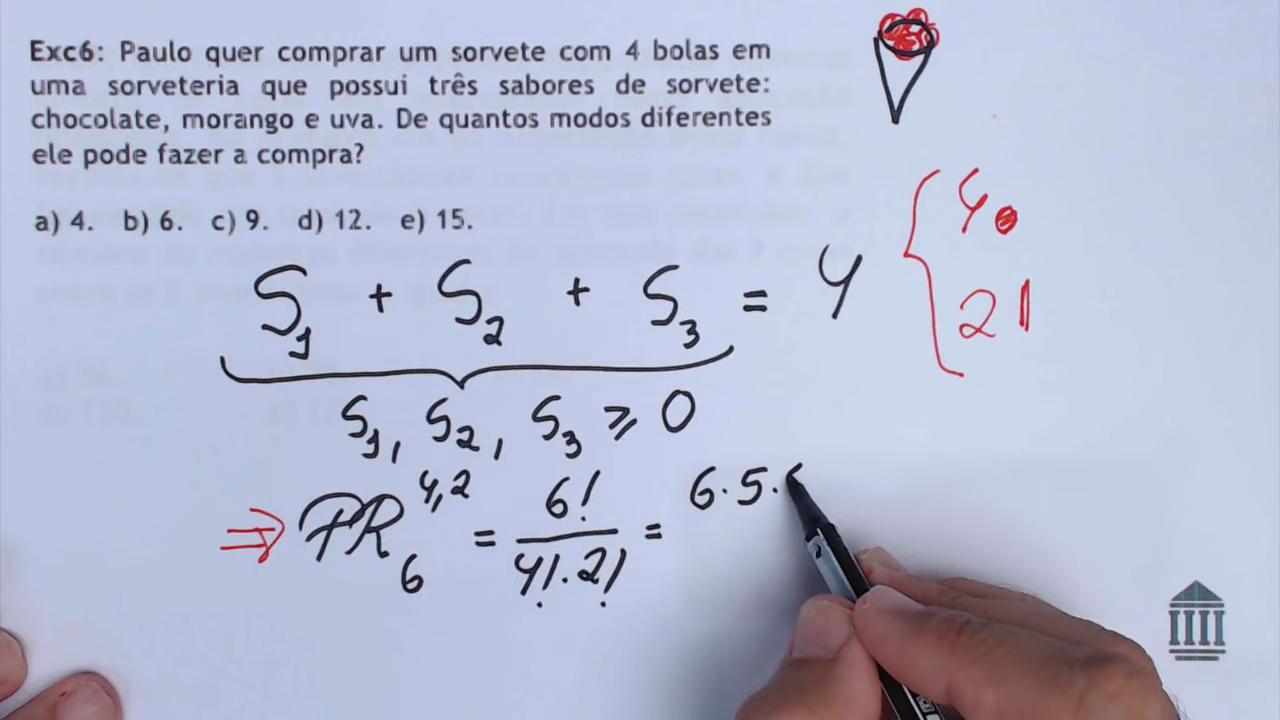 Exc6: Paulo quer comprar um sorvete com 4 bolas em
uma sorveteria que possui três sabores de sorvete:
chocolate, morango e uva. De quantos modos diferentes
ele pode fazer a compra?
a) 4. b) 6. c) 9. d) 12. e) 15.
4●
2|
S₁ + S₂ + S₃ = 4
S₁, S₂, S₃ ≥ 0
⇒ PR₆⁴,² = 6!/4!.2! = 6.5.